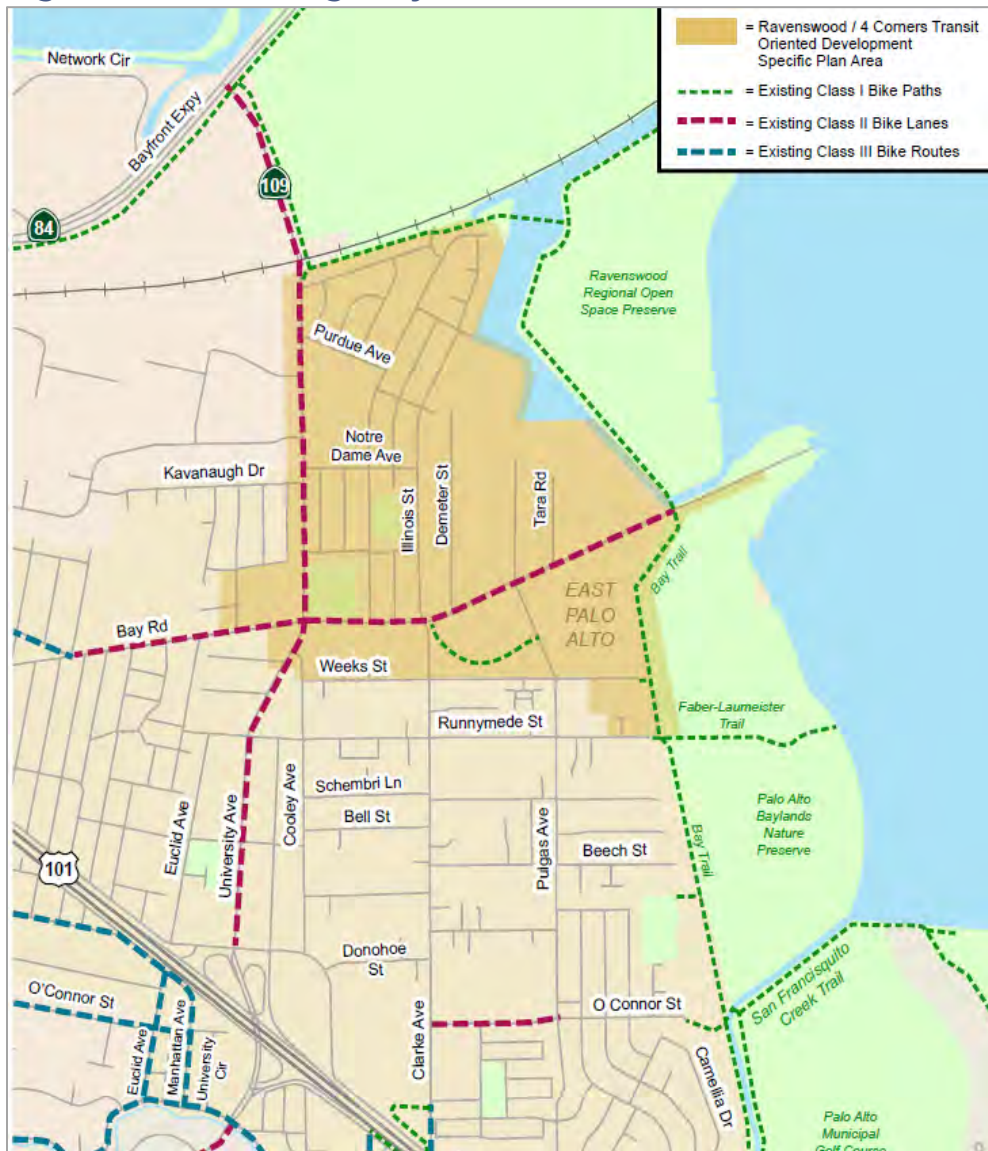 Network Cir
Bayfront Expy
84
109
= Ravenswood / 4 Corners Transit
Oriented Development
Specific Plan Area
= Existing Class I Bike Paths
= Existing Class II Bike Lanes
= Existing Class III Bike Routes
Ravenswood
Regional Open
Space Preserve
Purdue Ave
Notre
Dame Ave
Kavanaugh Dr
Illinois St
Demeter St
Tara Rd
Bay Trail
EAST
PALO
ALTO
Bay Rd
Weeks St
Runnymede St
Faber-Laumeister
Trail
Schembri Ln
Bell St
Euclid Ave
University Ave
Cooley Ave
Pulgas Ave
Beech St
Bay Trail
Palo Alto
Baylands
Nature
Preserve
101
Donohoe
St
O'Connor St
O Connor St
San Francisquito
Creek Trail
Euclid Ave
Manhattan Ave
University
Cir
Clarke Ave
Camellia Dr
Palo Alto
Municipal
Golf Course